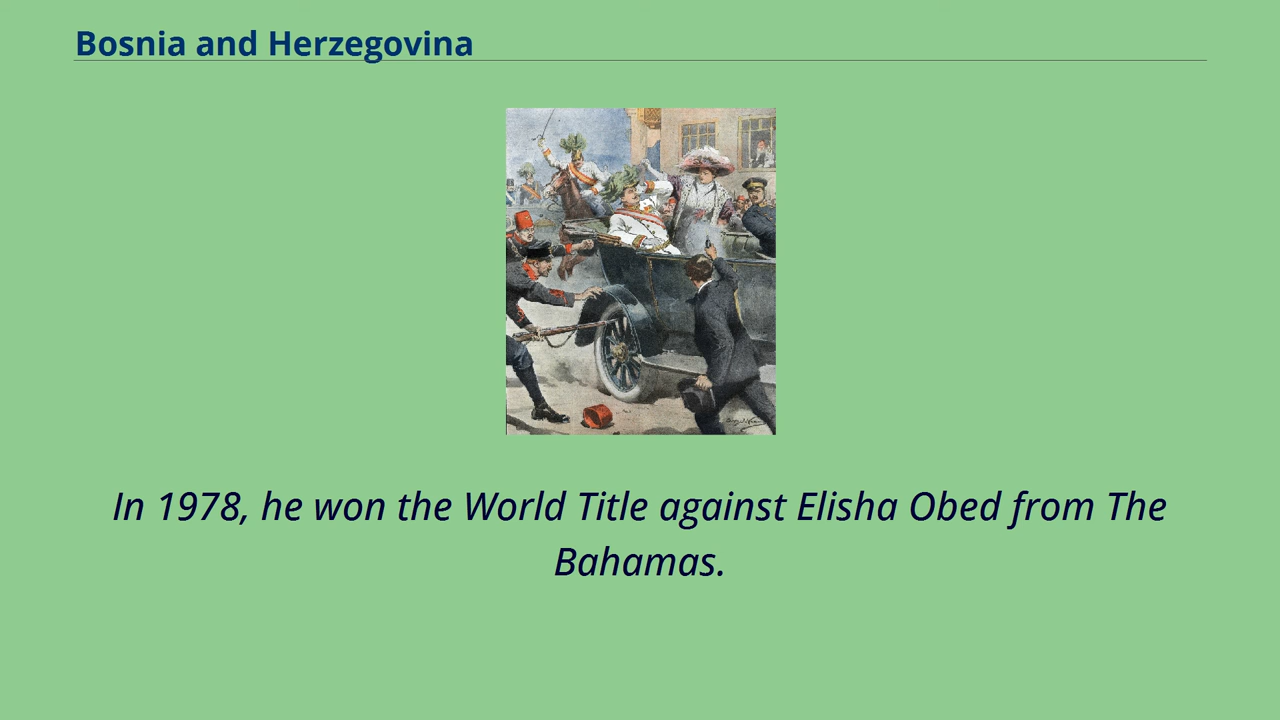 Bosnia and Herzegovina
In 1978, he won the World Title against Elisha Obed from The
Bahamas.